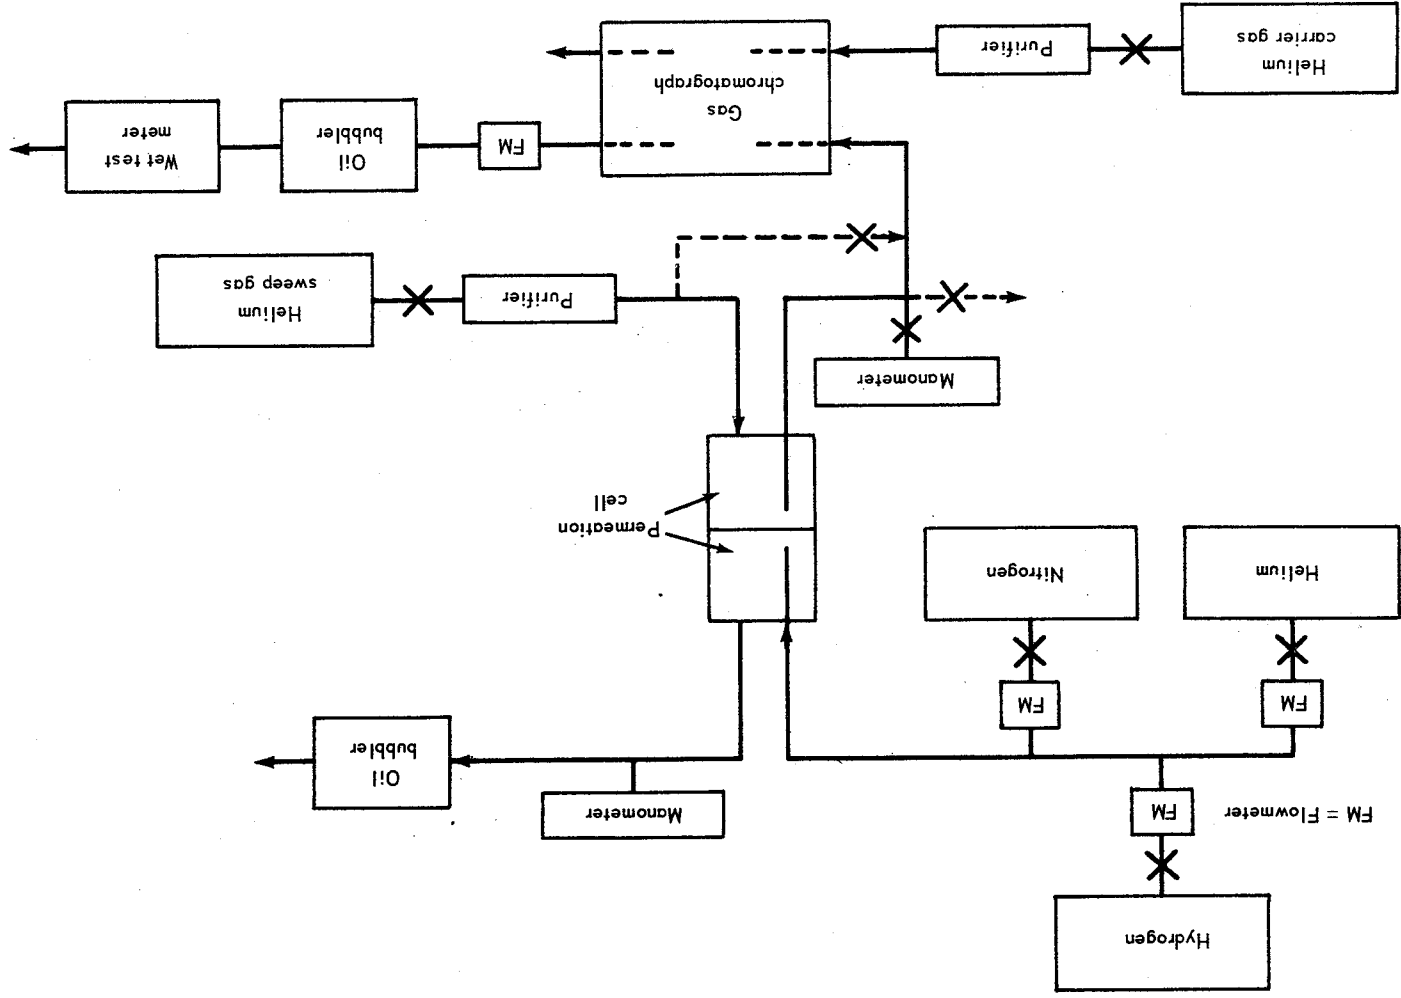 Hydrogen
FM = Flowmeter
FM
Manometer
Oil
bubbler
FM
FM
Helium
Nitrogen
Permeation
cell
Manometer
Helium
sweep gas
Purifier
Wet test
meter
Oil
bubbler
FM
Gas
chromatograph
Purifier
Helium
carrier gas